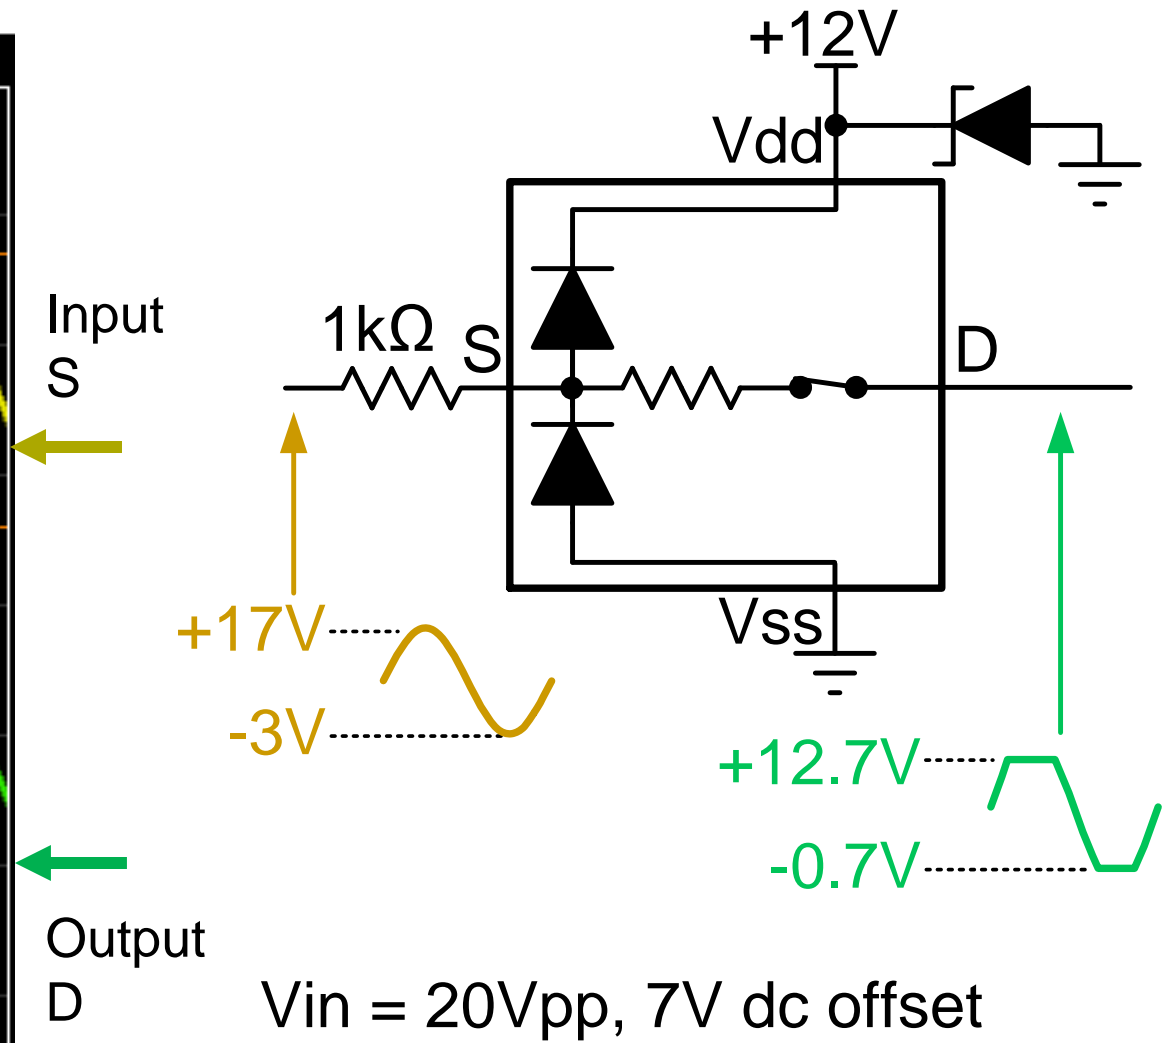 +12V
Vdd
Input
S
1kΩ
S
D
+17V
-3V
Vss
+12.7V
-0.7V
Output
D
Vin = 20Vpp, 7V dc offset